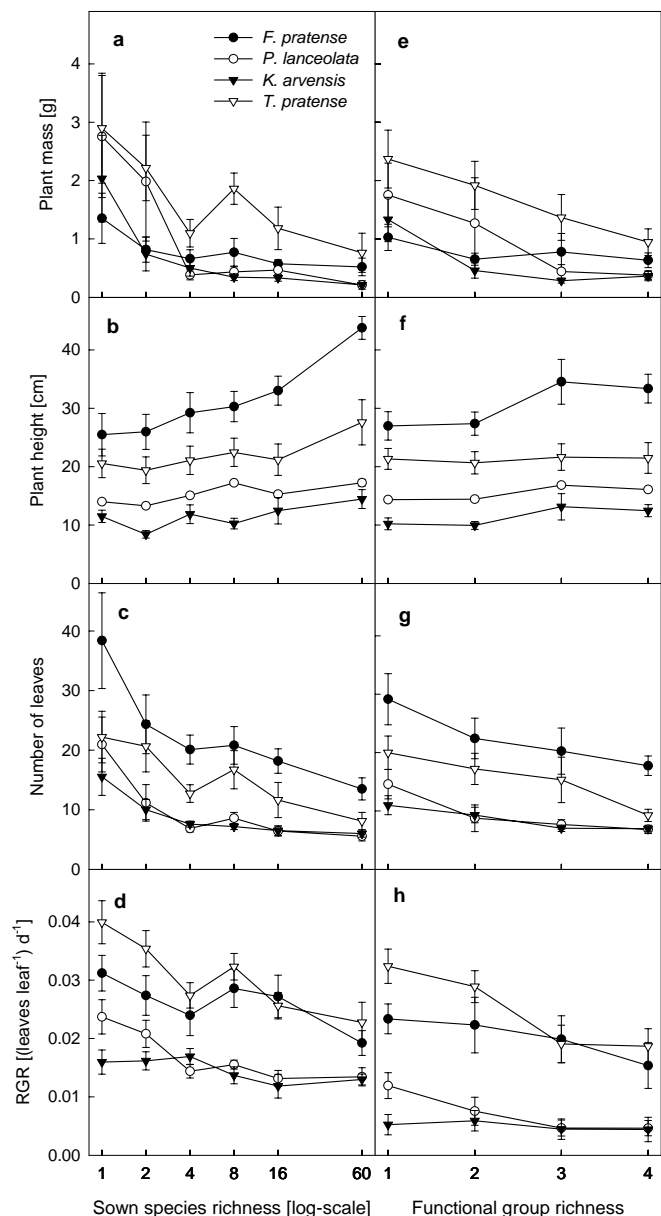 a
F. pratense
P. lanceolata
K. arvensis
T. pratense
e
Plant mass [g]
4
3
2
1
0
b
f
Plant height [cm]
40
30
20
10
0
c
g
Number of leaves
40
30
20
10
0
d
h
RGR [(leaves leaf⁻¹) d⁻¹]
0.04
0.03
0.02
0.01
0.00
1 2 4 8 16 60
1 2 3 4
Sown species richness [log-scale]
Functional group richness